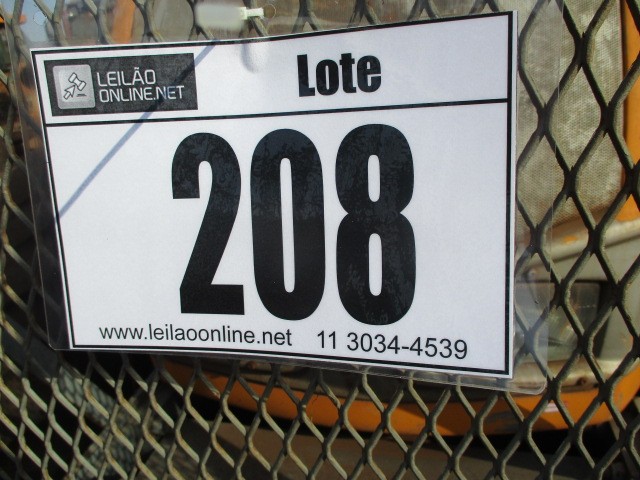 LEILÃO
ONLINE.NET
Lote
208
www.leilaoonline.net 11 3034-4539